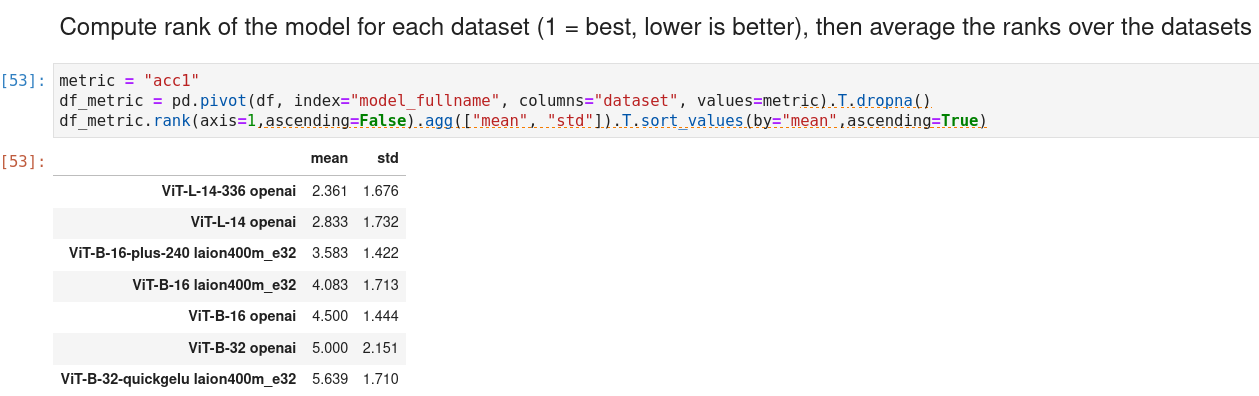 Compute rank of the model for each dataset (1 = best, lower is better), then average the ranks over the datasets
[53]: metric = "acc1"
df_metric = pd.pivot(df, index="model_fullname", columns="dataset", values=metric).T.dropna()
df_metric.rank(axis=1,ascending=False).agg(["mean", "std"]).T.sort_values(by="mean",ascending=True)
[53]: mean std
ViT-L-14-336 openai 2.361 1.676
ViT-L-14 openai 2.833 1.732
ViT-B-16-plus-240 laion400m_e32 3.583 1.422
ViT-B-16 laion400m_e32 4.083 1.713
ViT-B-16 openai 4.500 1.444
ViT-B-32 openai 5.000 2.151
ViT-B-32-quickgelu laion400m_e32 5.639 1.710